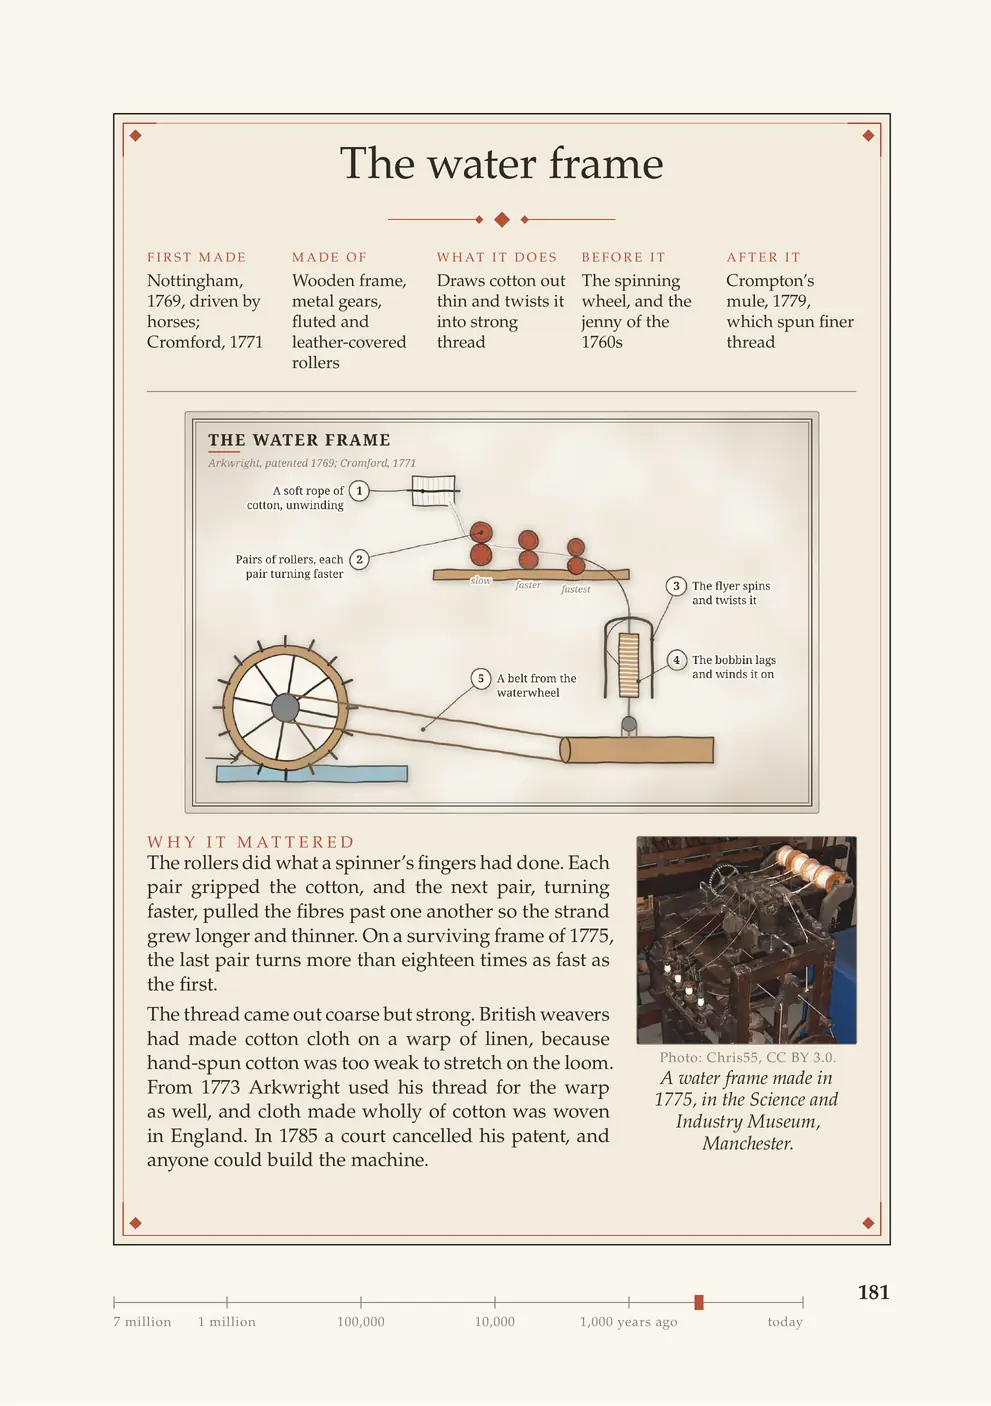 The water frame
FIRST MADE
Nottingham,
1769, driven by
horses;
Cromford, 1771
MADE OF
Wooden frame,
metal gears,
fluted and
leather-covered
rollers
WHAT IT DOES
Draws cotton out
thin and twists it
into strong
thread
BEFORE IT
The spinning
wheel, and the
jenny of the
1760s
AFTER IT
Crompton’s
mule, 1779,
which spun finer
thread
THE WATER FRAME
Arkwright, patented 1769; Cromford, 1771
A soft rope of
cotton, unwinding
1
Pairs of rollers, each
pair turning faster
2
slow
faster
fastest
3
The flyer spins
and twists it
4
The bobbin lags
and winds it on
5
A belt from the
waterwheel
WHY IT MATTERED
The rollers did what a spinner’s fingers had done. Each
pair gripped the cotton, and the next pair, turning
faster, pulled the fibres past one another so the strand
grew longer and thinner. On a surviving frame of 1775,
the last pair turns more than eighteen times as fast as
the first.
The thread came out coarse but strong. British weavers
had made cotton cloth on a warp of linen, because
hand-spun cotton was too weak to stretch on the loom.
From 1773 Arkwright used his thread for the warp
as well, and cloth made wholly of cotton was woven
in England. In 1785 a court cancelled his patent, and
anyone could build the machine.
Photo: Chris55, CC BY 3.0.
A water frame made in
1775, in the Science and
Industry Museum,
Manchester.
181
7 million
1 million
100,000
10,000
1,000 years ago
today